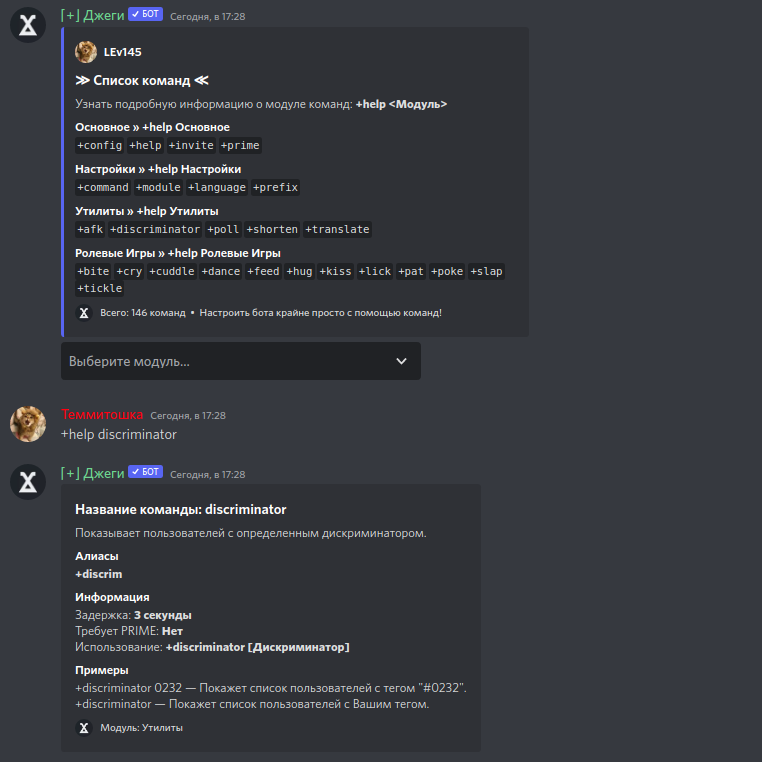 [+] Джеги ✓ БОТ Сегодня, в 17:28
LEv145
≫ Список команд ≪
Узнать подробную информацию о модуле команд: +help <Модуль>
Основное » +help Основное
+config +help +invite +prime
Настройки » +help Настройки
+command +module +language +prefix
Утилиты » +help Утилиты
+afk +discriminator +poll +shorten +translate
Ролевые Игры » +help Ролевые Игры
+bite +cry +cuddle +dance +feed +hug +kiss +lick +pat +poke +slap
+tickle
Всего: 146 команд • Настроить бота крайне просто с помощью команд!
Выберите модуль...
Теммитошка Сегодня, в 17:28
+help discriminator
[+] Джеги ✓ БОТ Сегодня, в 17:28
Название команды: discriminator
Показывает пользователей с определенным дискриминатором.
Алиасы
+discrim
Информация
Задержка: 3 секунды
Требует PRIME: Нет
Использование: +discriminator [Дискриминатор]
Примеры
+discriminator 0232 — Покажет список пользователей с тегом "#0232".
+discriminator — Покажет список пользователей с Вашим тегом.
Модуль: Утилиты